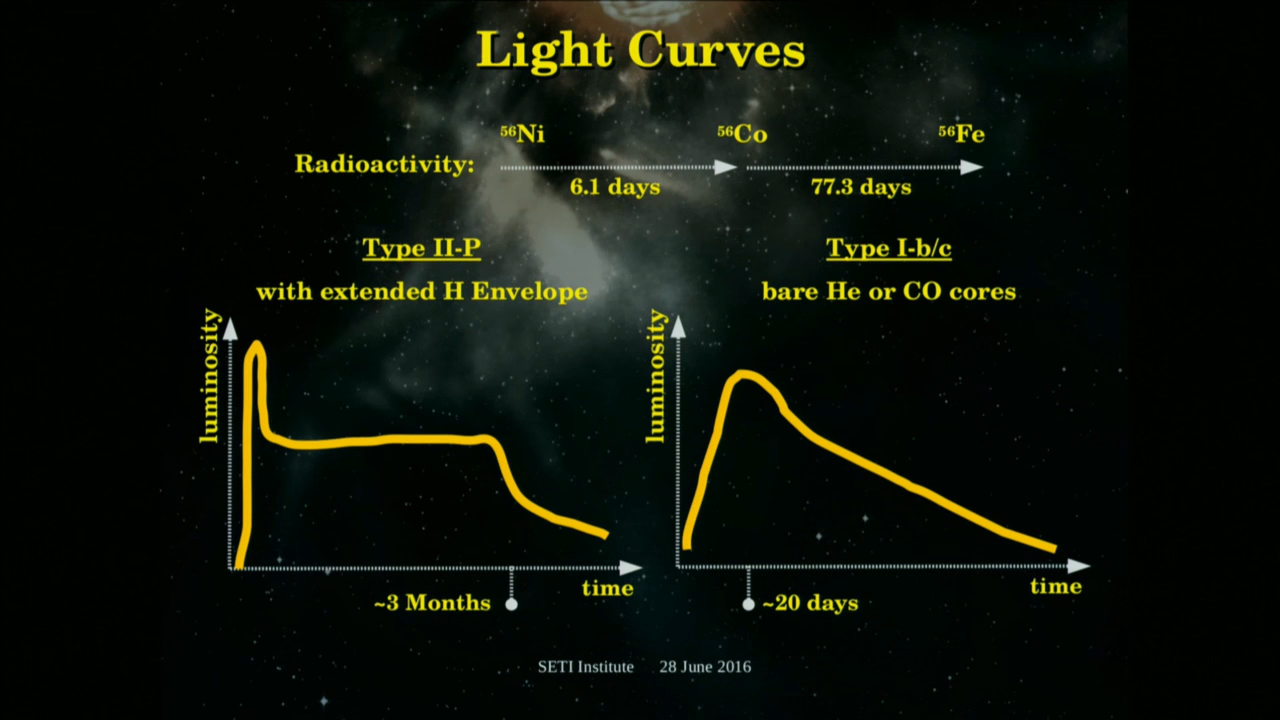 Light Curves
⁵⁶Ni ⁵⁶Co ⁵⁶Fe
Radioactivity:
6.1 days 77.3 days
Type II-P
with extended H Envelope
luminosity
time
~3 Months
Type I-b/c
bare He or CO cores
luminosity
time
~20 days
SETI Institute 28 June 2016